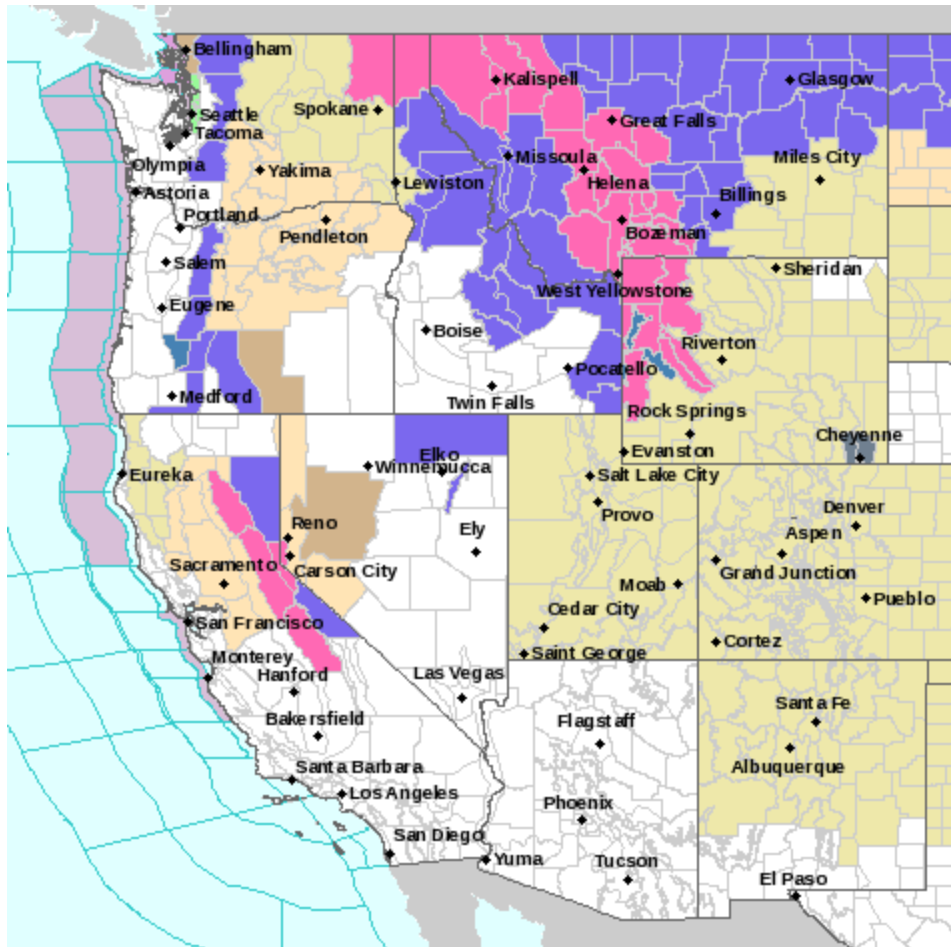 Bellingham
Kalispell
Glasgow
Spokane
Seattle
Great Falls
Tacoma
Olympia
Missoula
Miles City
Yakima
Helena
Lewiston
Astoria
Billings
Portland
Pendleton
Bozeman
Salem
Sheridan
West Yellowstone
Eugene
Boise
Riverton
Pocatello
Medford
Twin Falls
Rock Springs
Cheyenne
Evanston
Elko
Winnemucca
Eureka
Salt Lake City
Provo
Denver
Reno
Ely
Aspen
Sacramento
Carson City
Grand Junction
Moab
Pueblo
Cedar City
San Francisco
Cortez
Saint George
Monterey
Hanford
Las Vegas
Santa Fe
Bakersfield
Flagstaff
Albuquerque
Santa Barbara
Los Angeles
Phoenix
San Diego
Yuma
Tucson
El Paso